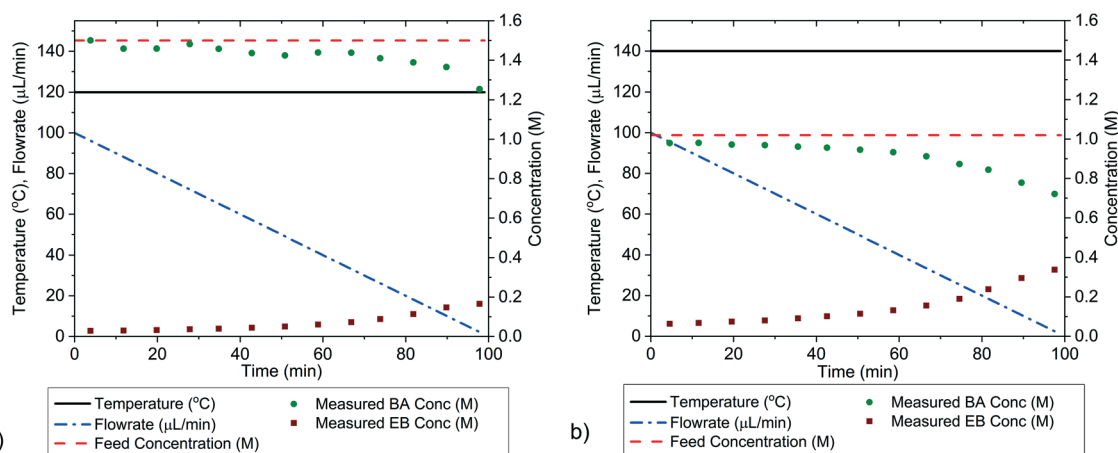 Temperature (°C), Flowrate (μL/min)
140
120
100
80
60
40
20
0
0 20 40 60 80 100
Time (min)
1.6
1.4
1.2
1.0
0.8
0.6
0.4
0.2
0.0
Concentration (M)
Temperature (°C)
Flowrate (μL/min)
Feed Concentration (M)
Measured BA Conc (M)
Measured EB Conc (M)
)
Temperature (°C), Flowrate (μL/min)
140
120
100
80
60
40
20
0
0 20 40 60 80 100
Time (min)
1.6
1.4
1.2
1.0
0.8
0.6
0.4
0.2
0.0
Concentration (M)
b)
Temperature (°C)
Flowrate (μL/min)
Feed Concentration (M)
Measured BA Conc (M)
Measured EB Conc (M)